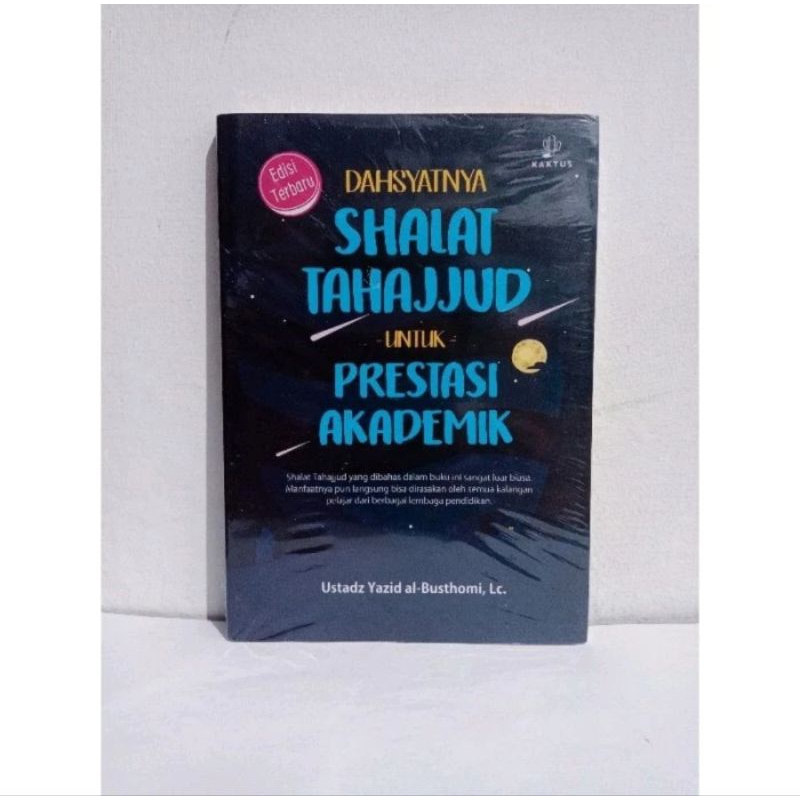 Edisi
Terbaru
KAKTUS
DAHSYATNYA
SHALAT
TAHAJJUD
- UNTUK -
PRESTASI
AKADEMIK
Shalat Tahajjud yang dibahas dalam buku ini sangat luar biasa.
Manfaatnya pun langsung bisa dirasakan oleh semua kalangan
pelajar dari berbagai lembaga pendidikan.
Ustadz Yazid al-Busthomi, Lc.